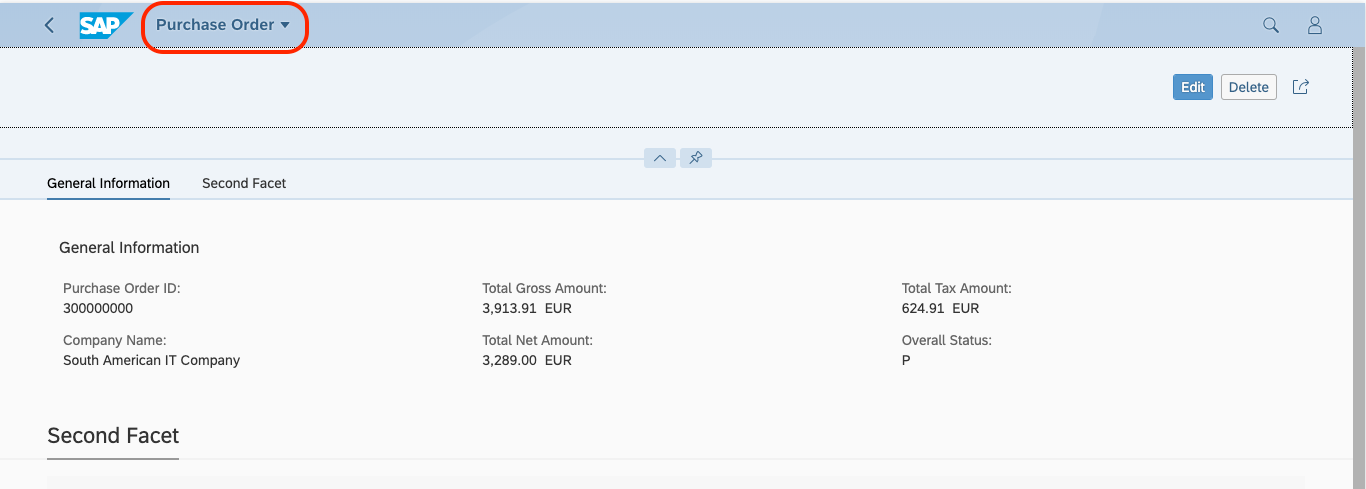 SAP Purchase Order
Edit Delete
General Information Second Facet
General Information
Purchase Order ID: Total Gross Amount: Total Tax Amount:
300000000 3,913.91 EUR 624.91 EUR
Company Name: Total Net Amount: Overall Status:
South American IT Company 3,289.00 EUR P
Second Facet